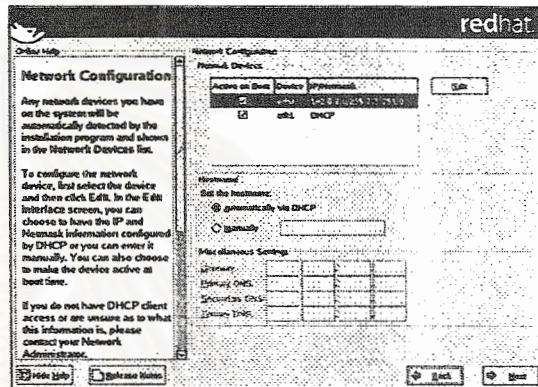 redhat.
Online Help
Network Configuration
Any network devices you have
on the system will be
automatically detected by the
installation program and shown
in the Network Devices list.
To configure the network
device, first select the device
and then click Edit. In the Edit
Interface screen, you can
choose to have the IP and
Netmask information configured
by DHCP or you can enter it
manually. You can also choose
to make the device active at
boot time.
If you do not have DHCP client
access or are unsure as to what
this information is, please
contact your Network
Administrator.
Hide Help
Release Notes
Network Configuration
Network Devices
Active on Boot Device IP/Netmask
Edit
eth1 DHCP
Hostname
Set the hostname:
automatically via DHCP
manually
Miscellaneous Settings
Gateway:
Primary DNS:
Secondary DNS:
Tertiary DNS:
Back
Next